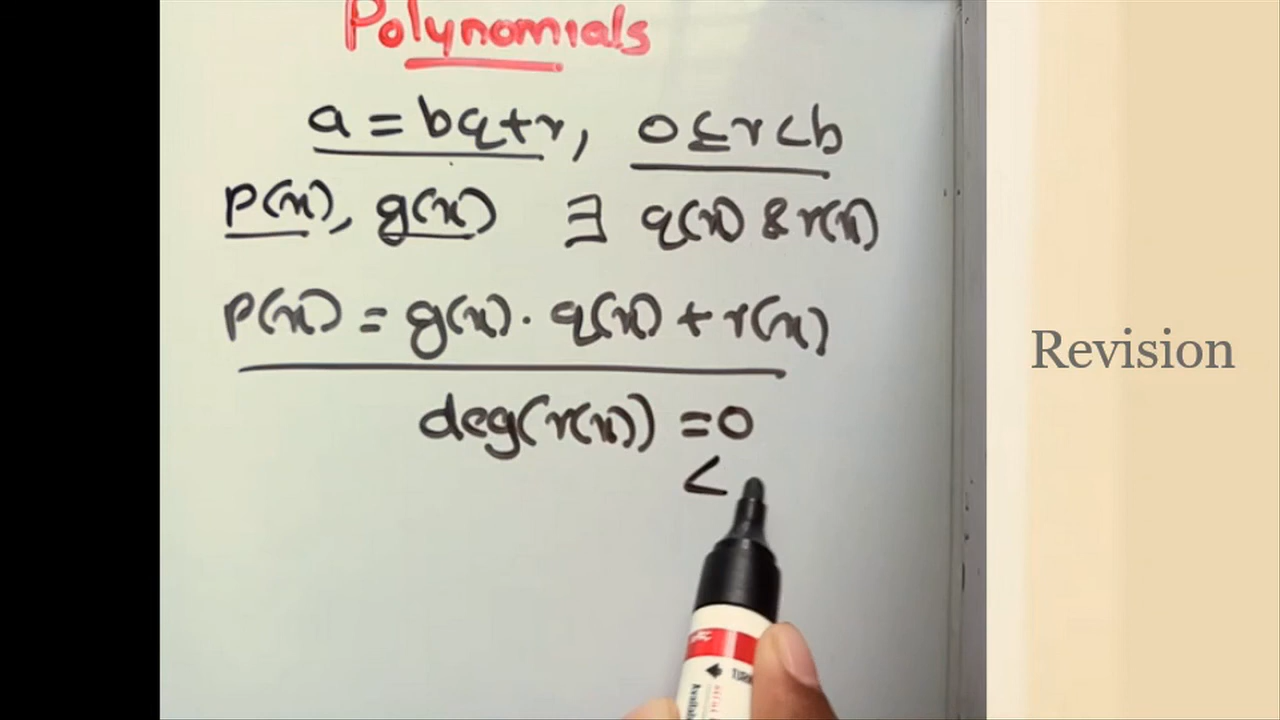 Polynomials
a = bq+r, 0≤r<b
p(x), g(x) ∃ q(x) & r(x)
p(x) = g(x) · q(x) + r(x)
deg(r(x)) = 0
<
Revision